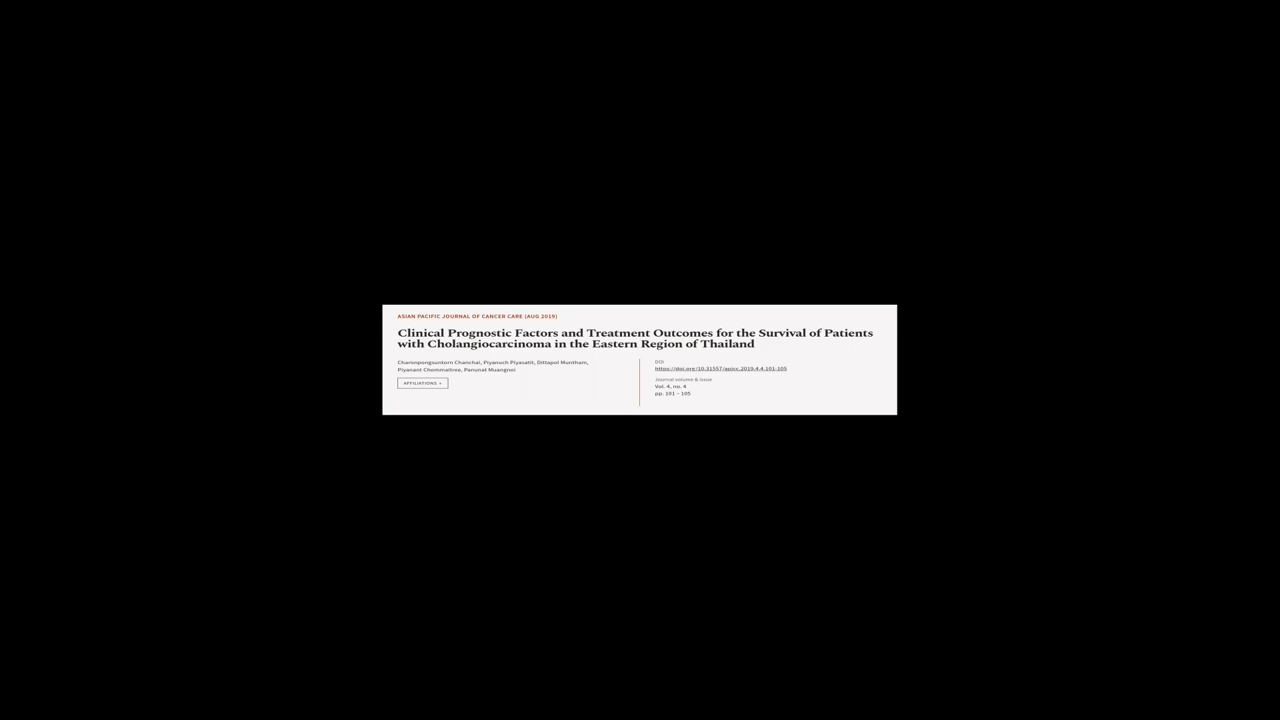 ASIAN PACIFIC JOURNAL OF CANCER CARE (AUG 2019)
Clinical Prognostic Factors and Treatment Outcomes for the Survival of Patients
with Cholangiocarcinoma in the Eastern Region of Thailand
Charonpongsuntorn Chanchai, Piyanuch Piyasatit, Dittapol Muntham,
Piyanant Chonmaitree, Panunat Muangnoi
AFFILIATIONS +
DOI
https://doi.org/10.31557/apjcc.2019.4.4.101-105
Journal volume & issue
Vol. 4, no. 4
pp. 101 – 105